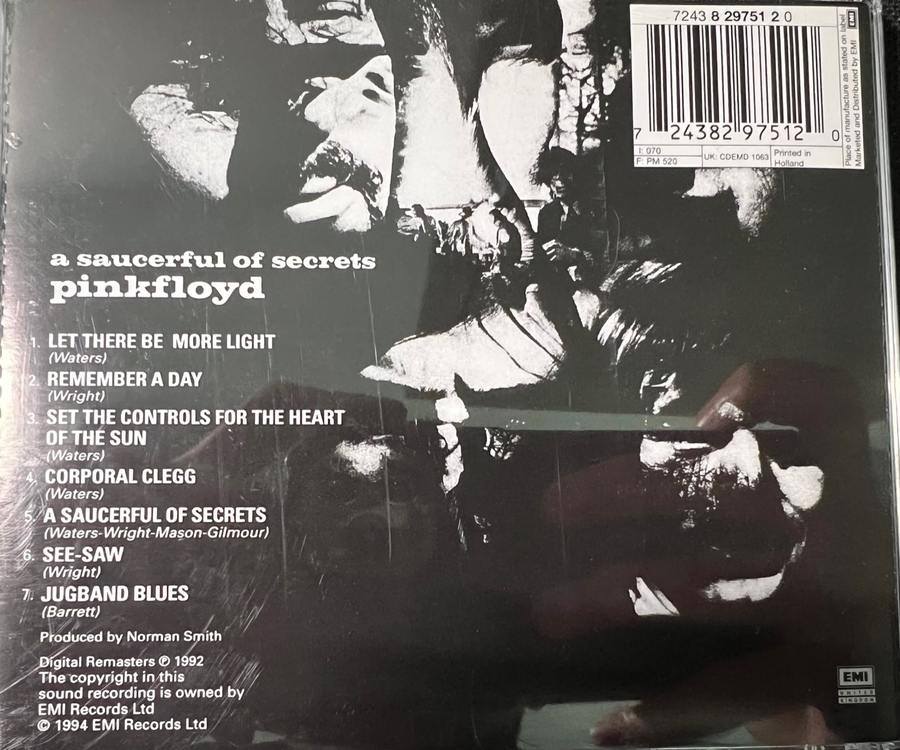 7243 8 29751 2 0
7 24382 97512 0
I: 070
F: PM 520
UK: CDEMD 1063
Printed in
Holland
Place of manufacture as stated on label
Marketed and Distributed by EMI
EMI
a saucerful of secrets
pinkfloyd
1. LET THERE BE MORE LIGHT
(Waters)
2. REMEMBER A DAY
(Wright)
3. SET THE CONTROLS FOR THE HEART
OF THE SUN
(Waters)
4. CORPORAL CLEGG
(Waters)
5. A SAUCERFUL OF SECRETS
(Waters-Wright-Mason-Gilmour)
6. SEE-SAW
(Wright)
7. JUGBAND BLUES
(Barrett)
Produced by Norman Smith
Digital Remasters ℗ 1992
The copyright in this
sound recording is owned by
EMI Records Ltd
© 1994 EMI Records Ltd
EMI
UNITED
KINGDOM